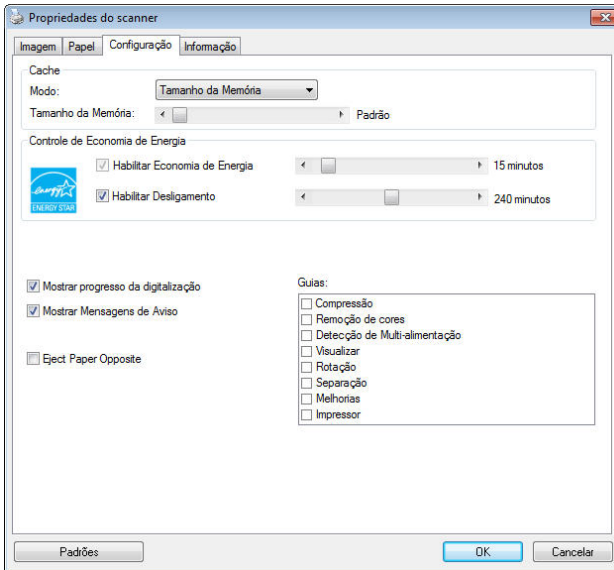 Propriedades do scanner
Imagem Papel Configuração Informação
Cache
Modo: Tamanho da Memória
Tamanho da Memória: Padrão
Controle de Economia de Energia
Habilitar Economia de Energia 15 minutos
Habilitar Desligamento 240 minutos
energy
ENERGY STAR
Mostrar progresso da digitalização
Mostrar Mensagens de Aviso
Eject Paper Opposite
Guias:
Compressão
Remoção de cores
Detecção de Multi-alimentação
Visualizar
Rotação
Separação
Melhorias
Impressor
Padrões OK Cancelar